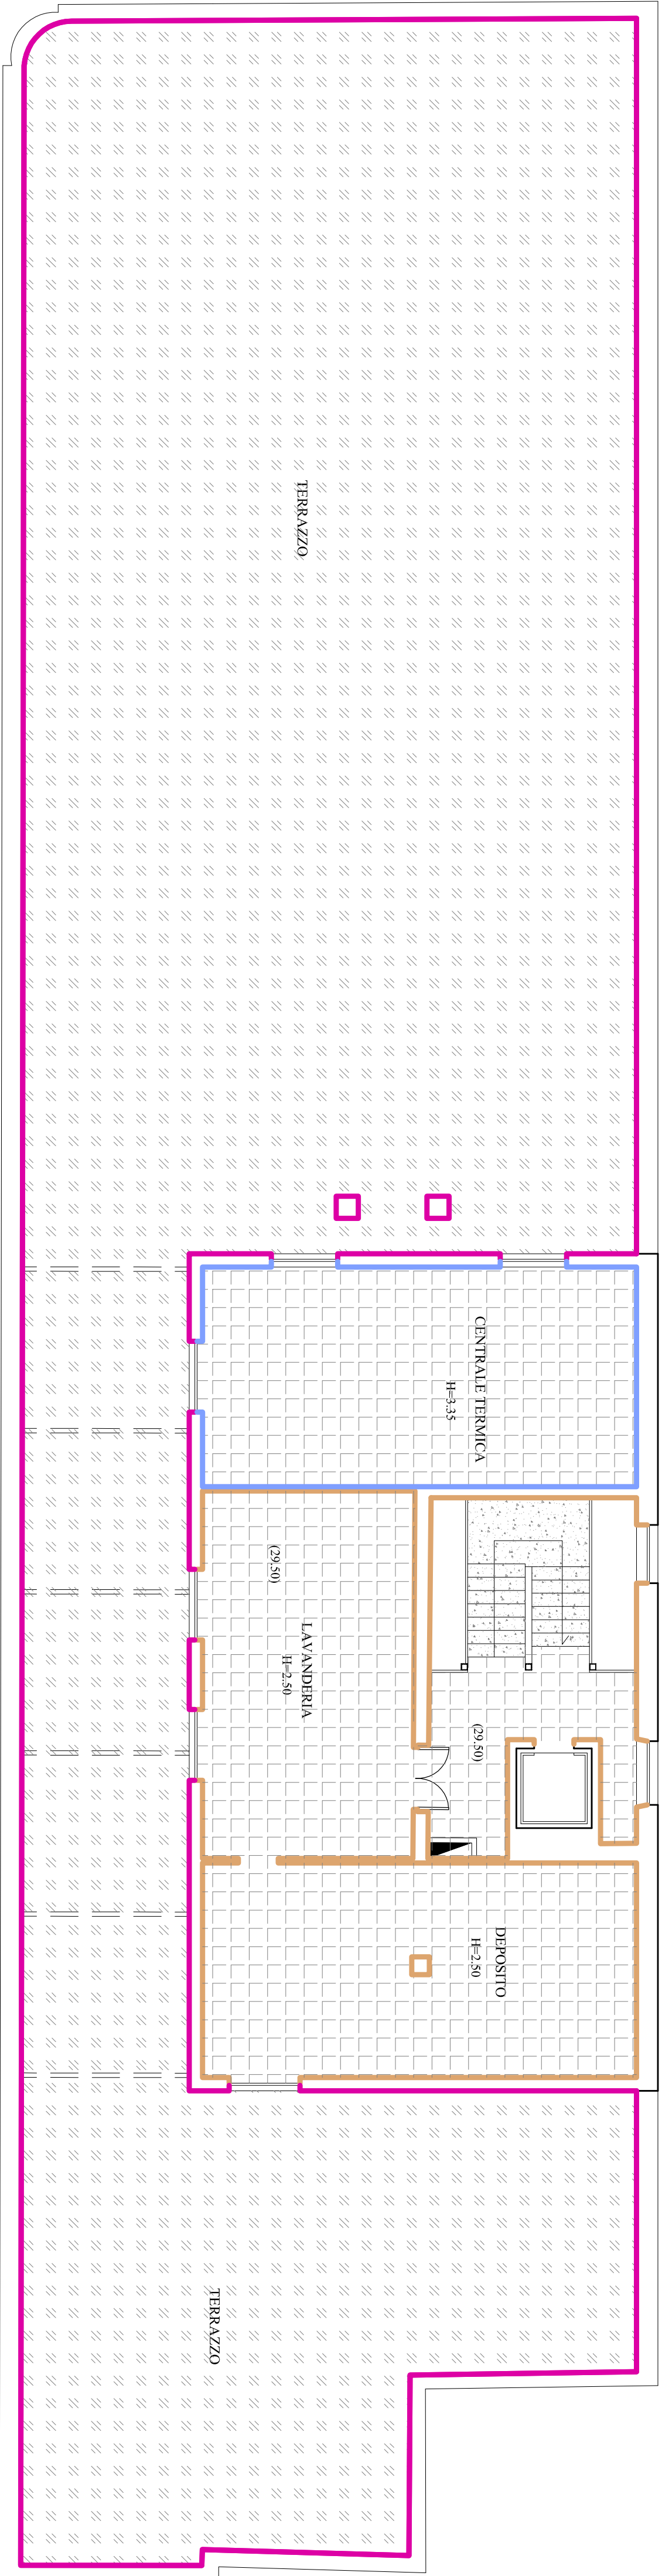 TERRAZZO
CENTRALE TERMICA
H=3.35
(29,50)
LAVANDERIA
H=2.50
(29,50)
DEPOSITO
H=2,50
TERRAZZO